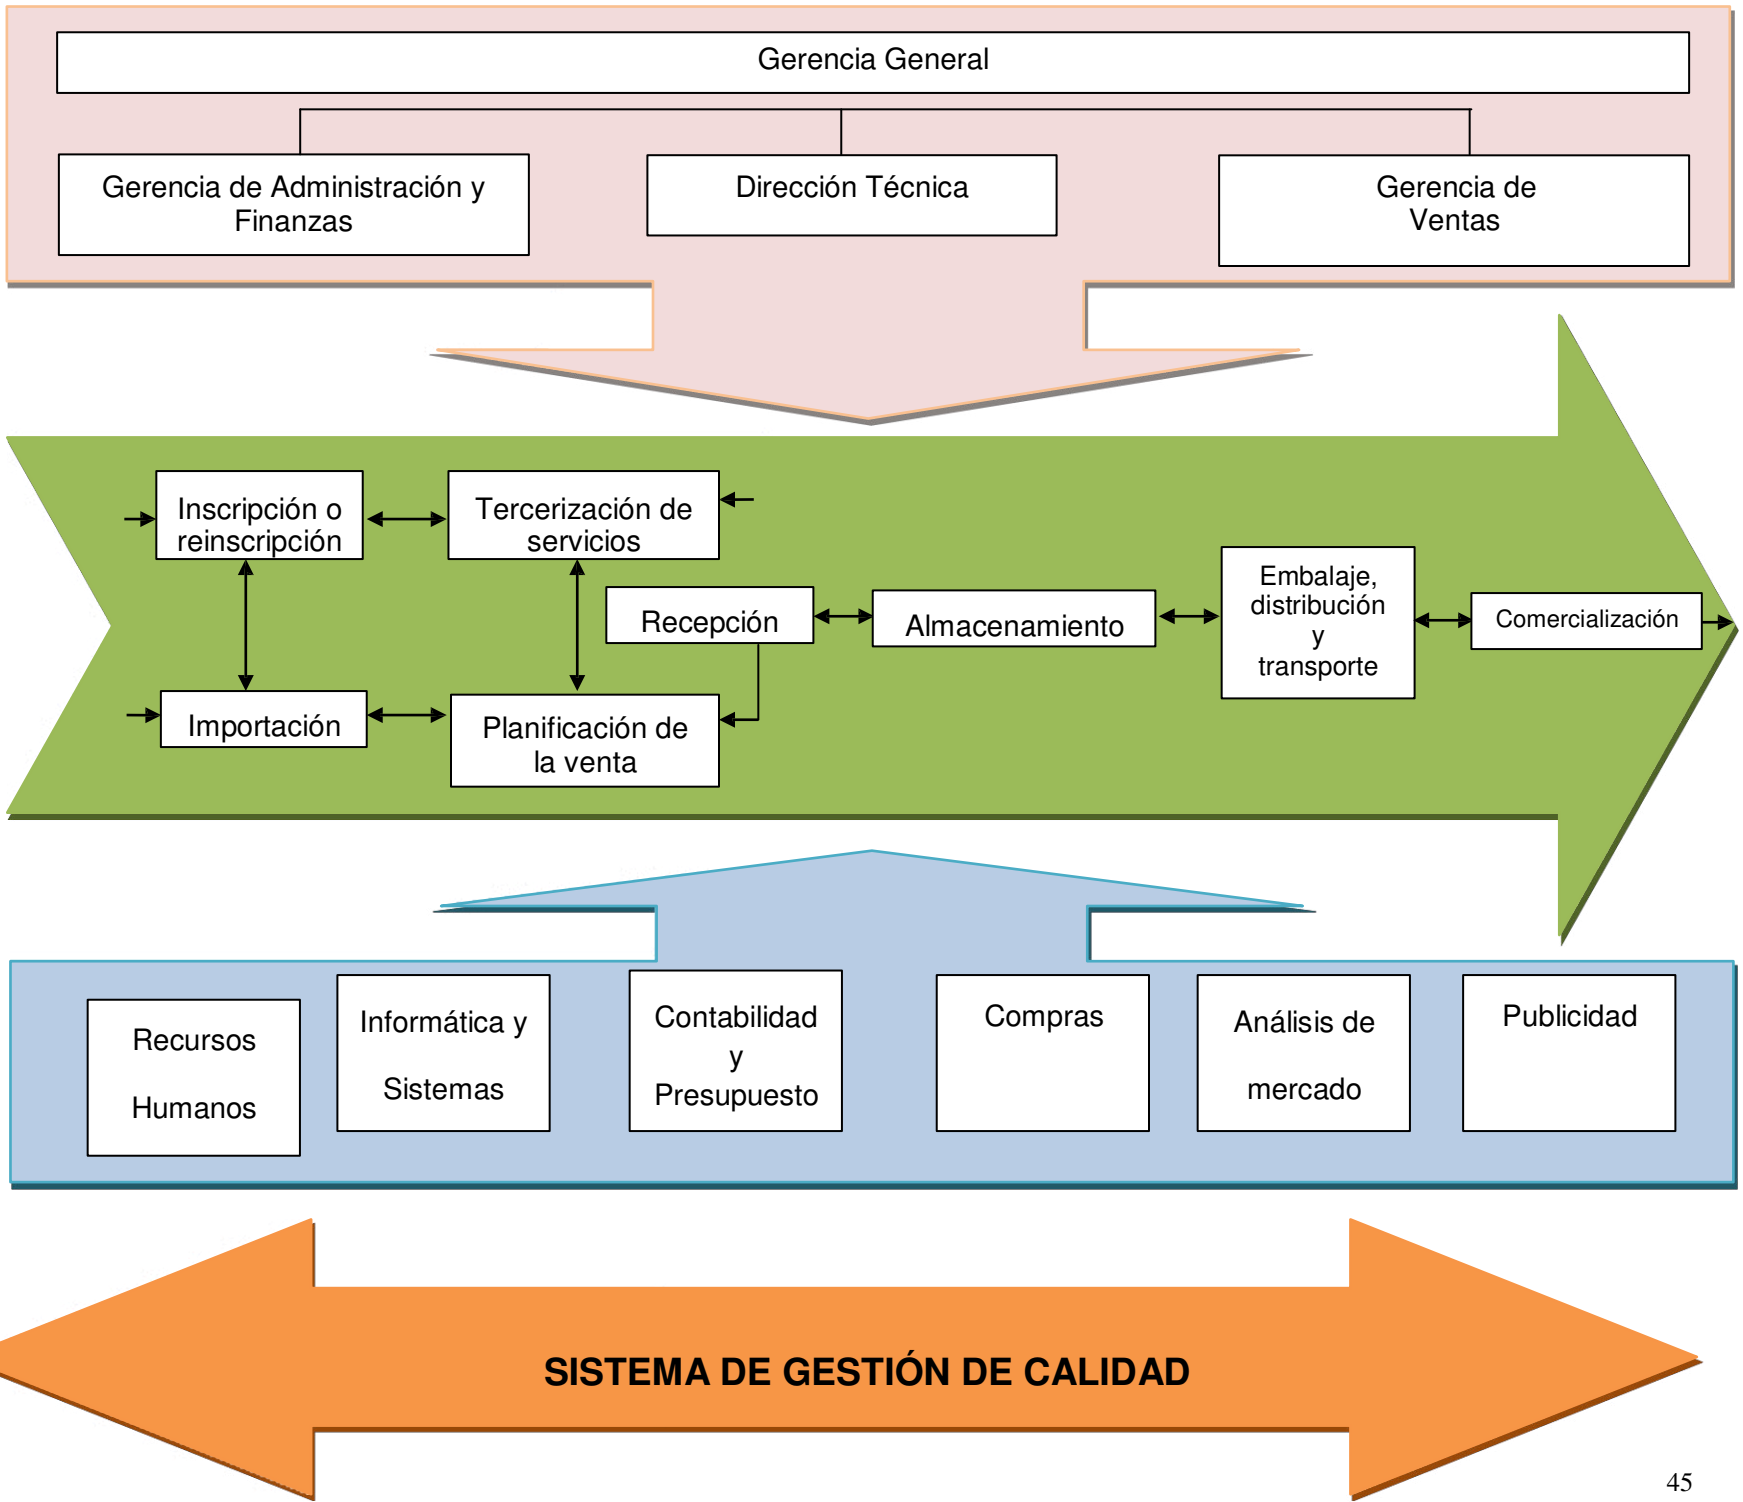 Gerencia General
Gerencia de Administración y
Finanzas
Dirección Técnica
Gerencia de
Ventas
Inscripción o
reinscripción
Tercerización de
servicios
Recepción
Almacenamiento
Embalaje,
distribución
y
transporte
Comercialización
Importación
Planificación de
la venta
Recursos
Humanos
Informática y
Sistemas
Contabilidad
y
Presupuesto
Compras
Análisis de
mercado
Publicidad
SISTEMA DE GESTIÓN DE CALIDAD
45